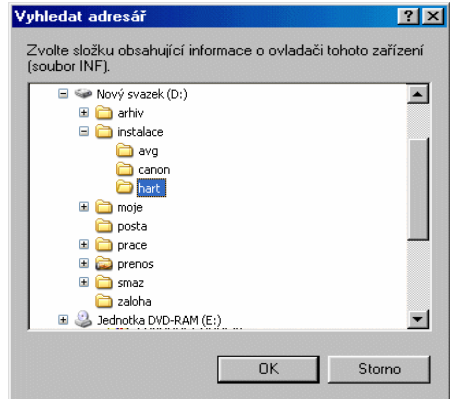 Vyhledat adresář
Zvolte složku obsahující informace o ovladači tohoto zařízení
(soubor INF).
Nový svazek (D:)
arhiv
instalace
avg
canon
hart
moje
posta
prace
prenos
smaz
zaloha
Jednotka DVD-RAM (E:)
OK Storno